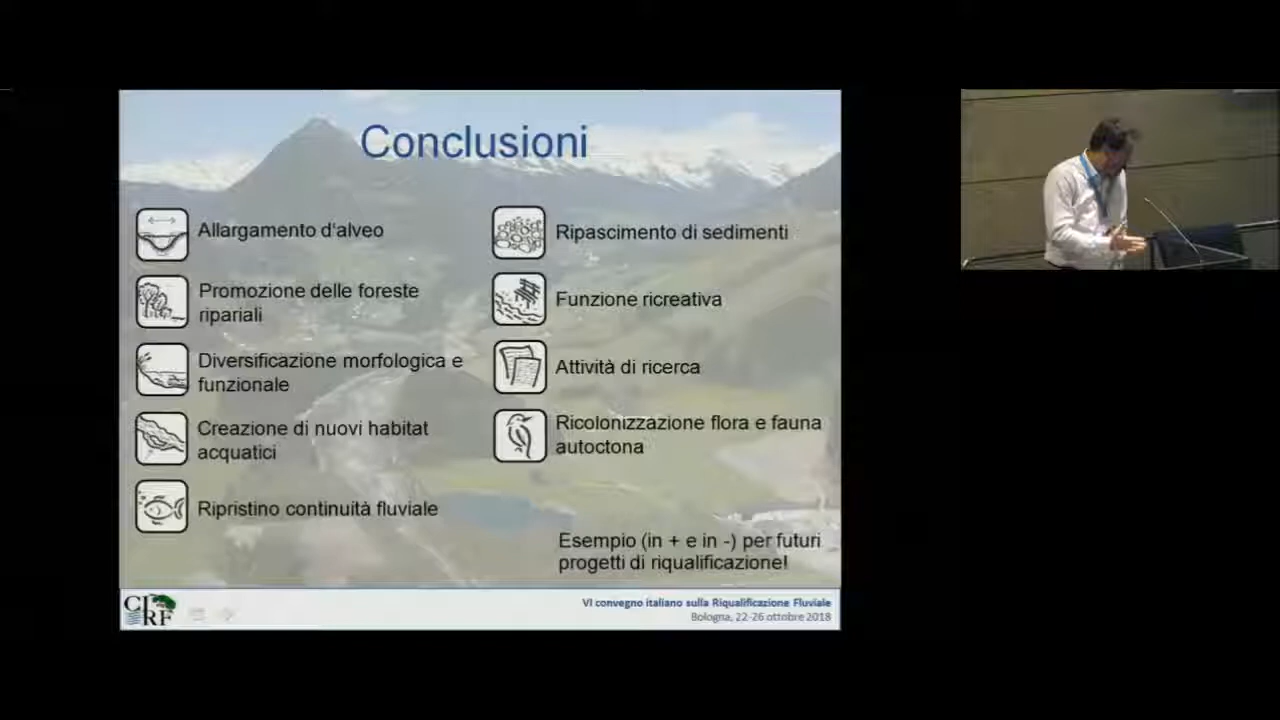 Conclusioni
Allargamento d'alveo
Promozione delle foreste
ripariali
Diversificazione morfologica e
funzionale
Creazione di nuovi habitat
acquatici
Ripristino continuità fluviale
Ripascimento di sedimenti
Funzione ricreativa
Attività di ricerca
Ricolonizzazione flora e fauna
autoctona
Esempio (in + e in -) per futuri
progetti di riqualificazione!
CIRF
VI convegno italiano sulla Riqualificazione Fluviale
Bologna, 22-26 ottobre 2018